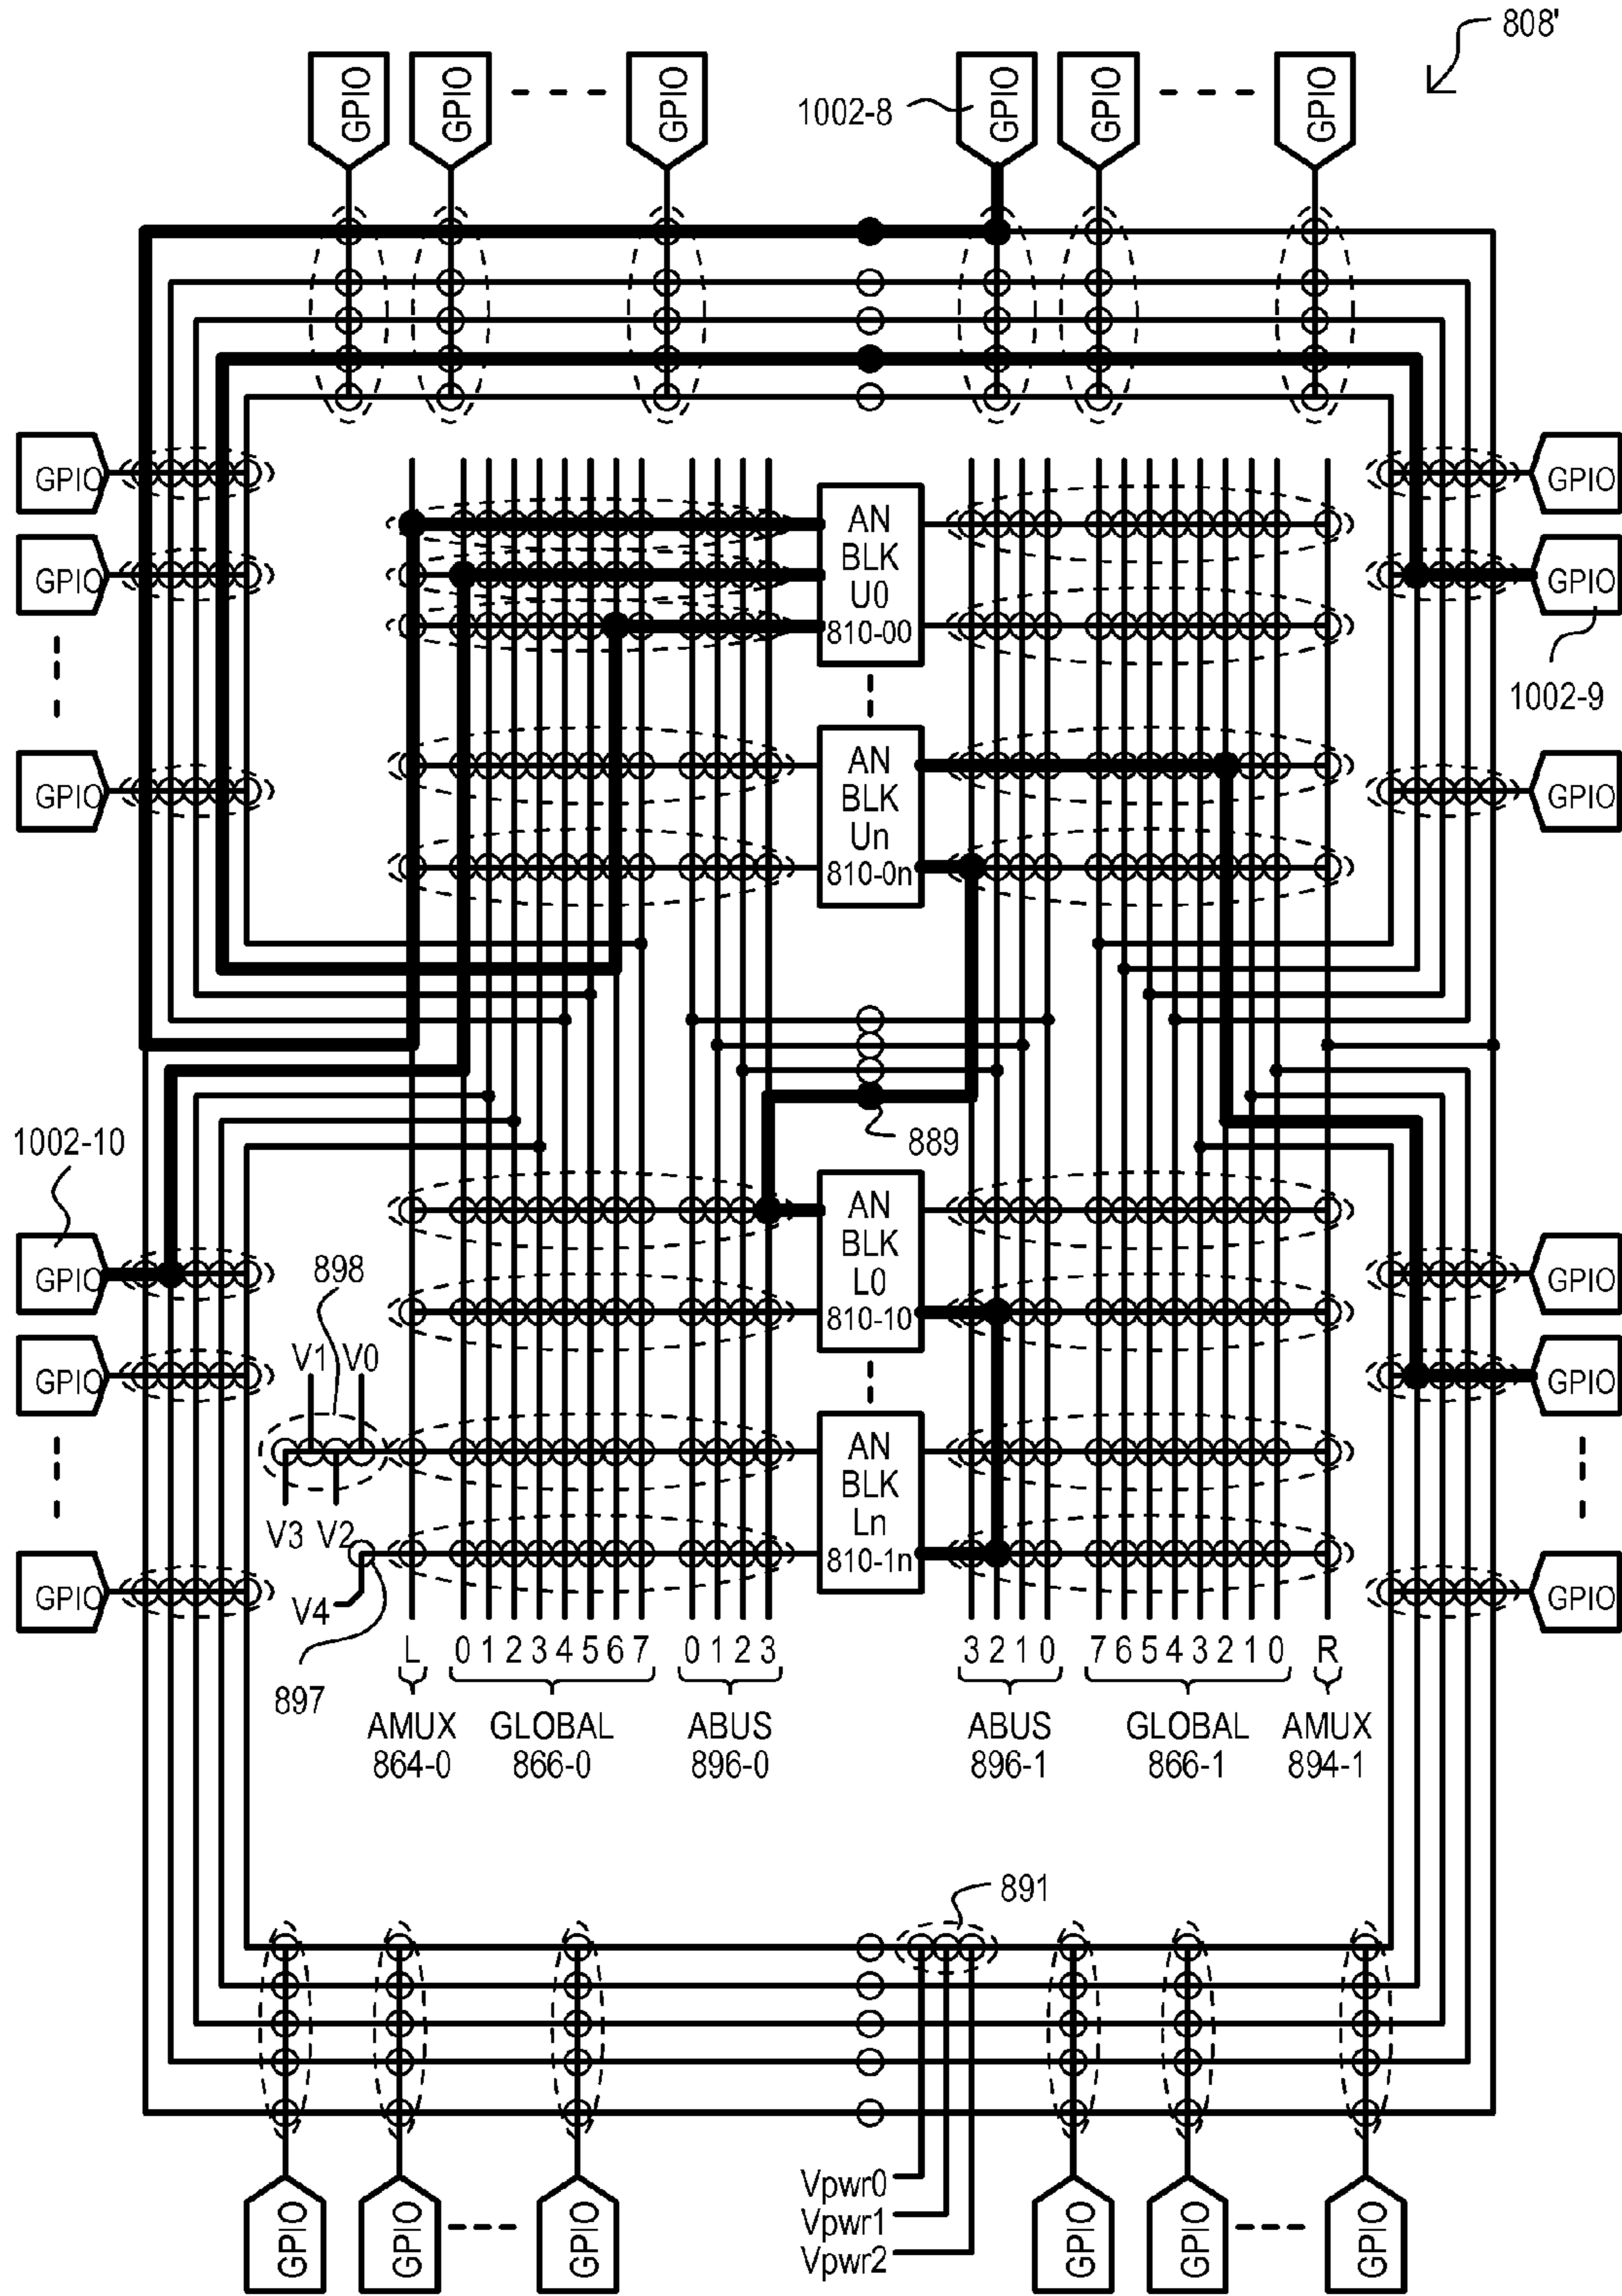 808'
GPIO GPIO GPIO 1002-8 GPIO GPIO GPIO
GPIO GPIO
GPIO GPIO
1002-9
GPIO GPIO
AN
BLK
U0
810-00
AN
BLK
Un
810-0n
889
1002-10
GPIO GPIO
AN
BLK
L0
810-10
898
V1 V0
GPIO GPIO
V3 V2
AN
BLK
Ln
810-1n
V4
GPIO GPIO
897
L 0 1 2 3 4 5 6 7 0 1 2 3 3 2 1 0 7 6 5 4 3 2 1 0 R
AMUX GLOBAL ABUS ABUS GLOBAL AMUX
864-0 866-0 896-0 896-1 866-1 894-1
891
Vpwr0
Vpwr1
Vpwr2
GPIO GPIO GPIO GPIO GPIO GPIO